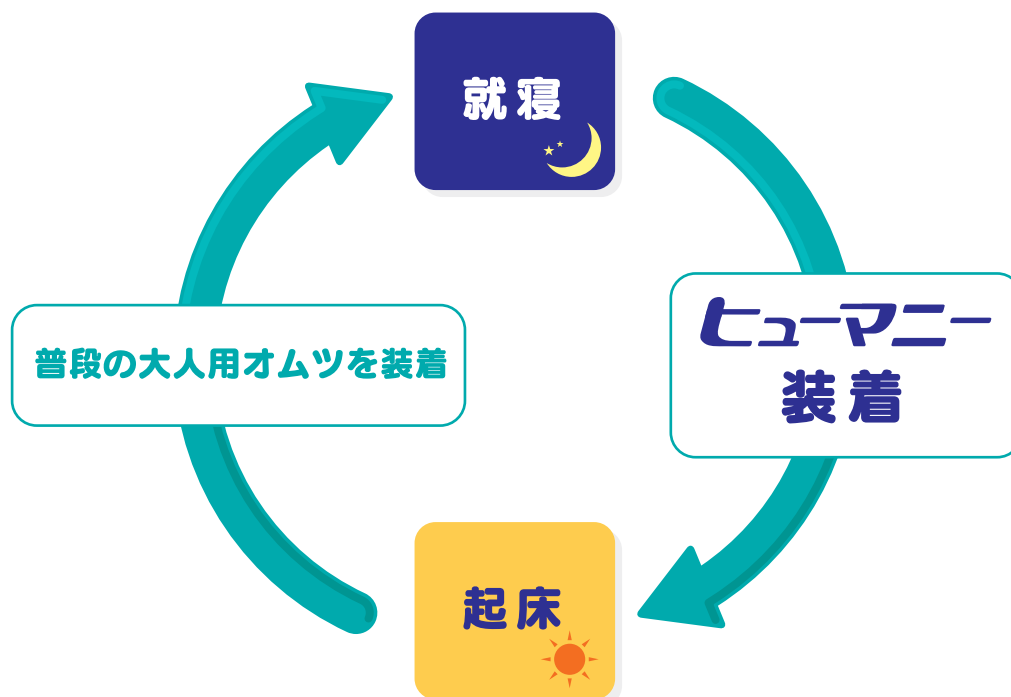 就寝
ヒューマニー
装着
普段の大人用オムツを装着
起床